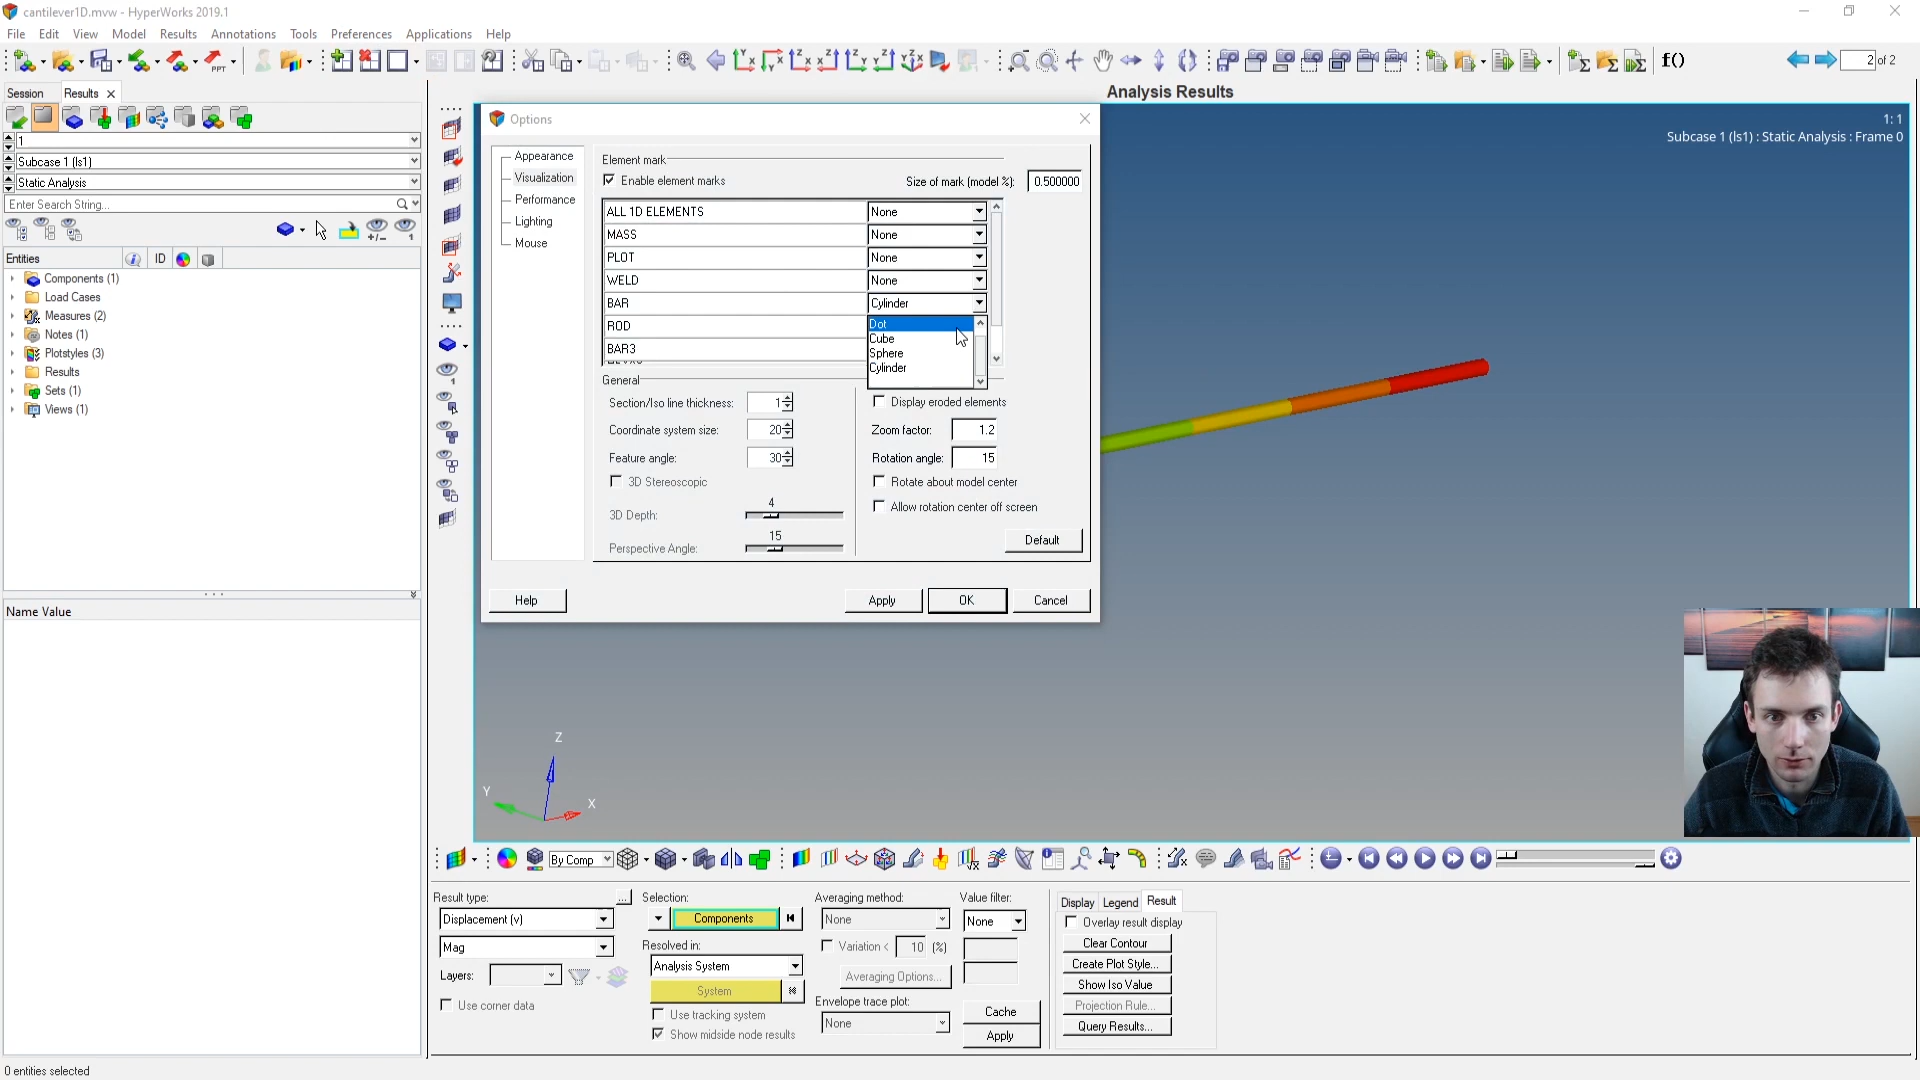 cantilever1D.mvw - HyperWorks 2019.1
File Edit View Model Results Annotations Tools Preferences Applications Help
PPT
f()
2 of 2
Session Results
1
Subcase 1 (ls1)
Static Analysis
Enter Search String...
Entities ID
Components (1)
Load Cases
Measures (2)
Notes (1)
Plotstyles (3)
Results
Sets (1)
Views (1)
Name Value
0 entities selected
Analysis Results
1: 1
Subcase 1 (ls1) : Static Analysis : Frame 0
Options
Appearance
Visualization
Performance
Lighting
Mouse
Element mark
Enable element marks
Size of mark (model %): 0.500000
ALL 1D ELEMENTS None
MASS None
PLOT None
WELD None
BAR Cylinder
ROD
BAR3
Dot
Cube
Sphere
Cylinder
General
Section/Iso line thickness: 1
Coordinate system size: 20
Feature angle: 30
3D Stereoscopic
3D Depth: 4
Perspective Angle: 15
Display eroded elements
Zoom factor: 1.2
Rotation angle: 15
Rotate about model center
Allow rotation center off screen
Default
Help Apply OK Cancel
Z
Y
X
By Comp
Result type:
Displacement (v)
Mag
Layers:
Use corner data
Selection:
Components
Resolved in:
Analysis System
System
Use tracking system
Show midside node results
Averaging method:
None
Variation < 10 (%)
Averaging Options...
Envelope trace plot:
None
Value filter:
None
Cache
Apply
Display Legend Result
Overlay result display
Clear Contour
Create Plot Style...
Show Iso Value
Projection Rule...
Query Results...